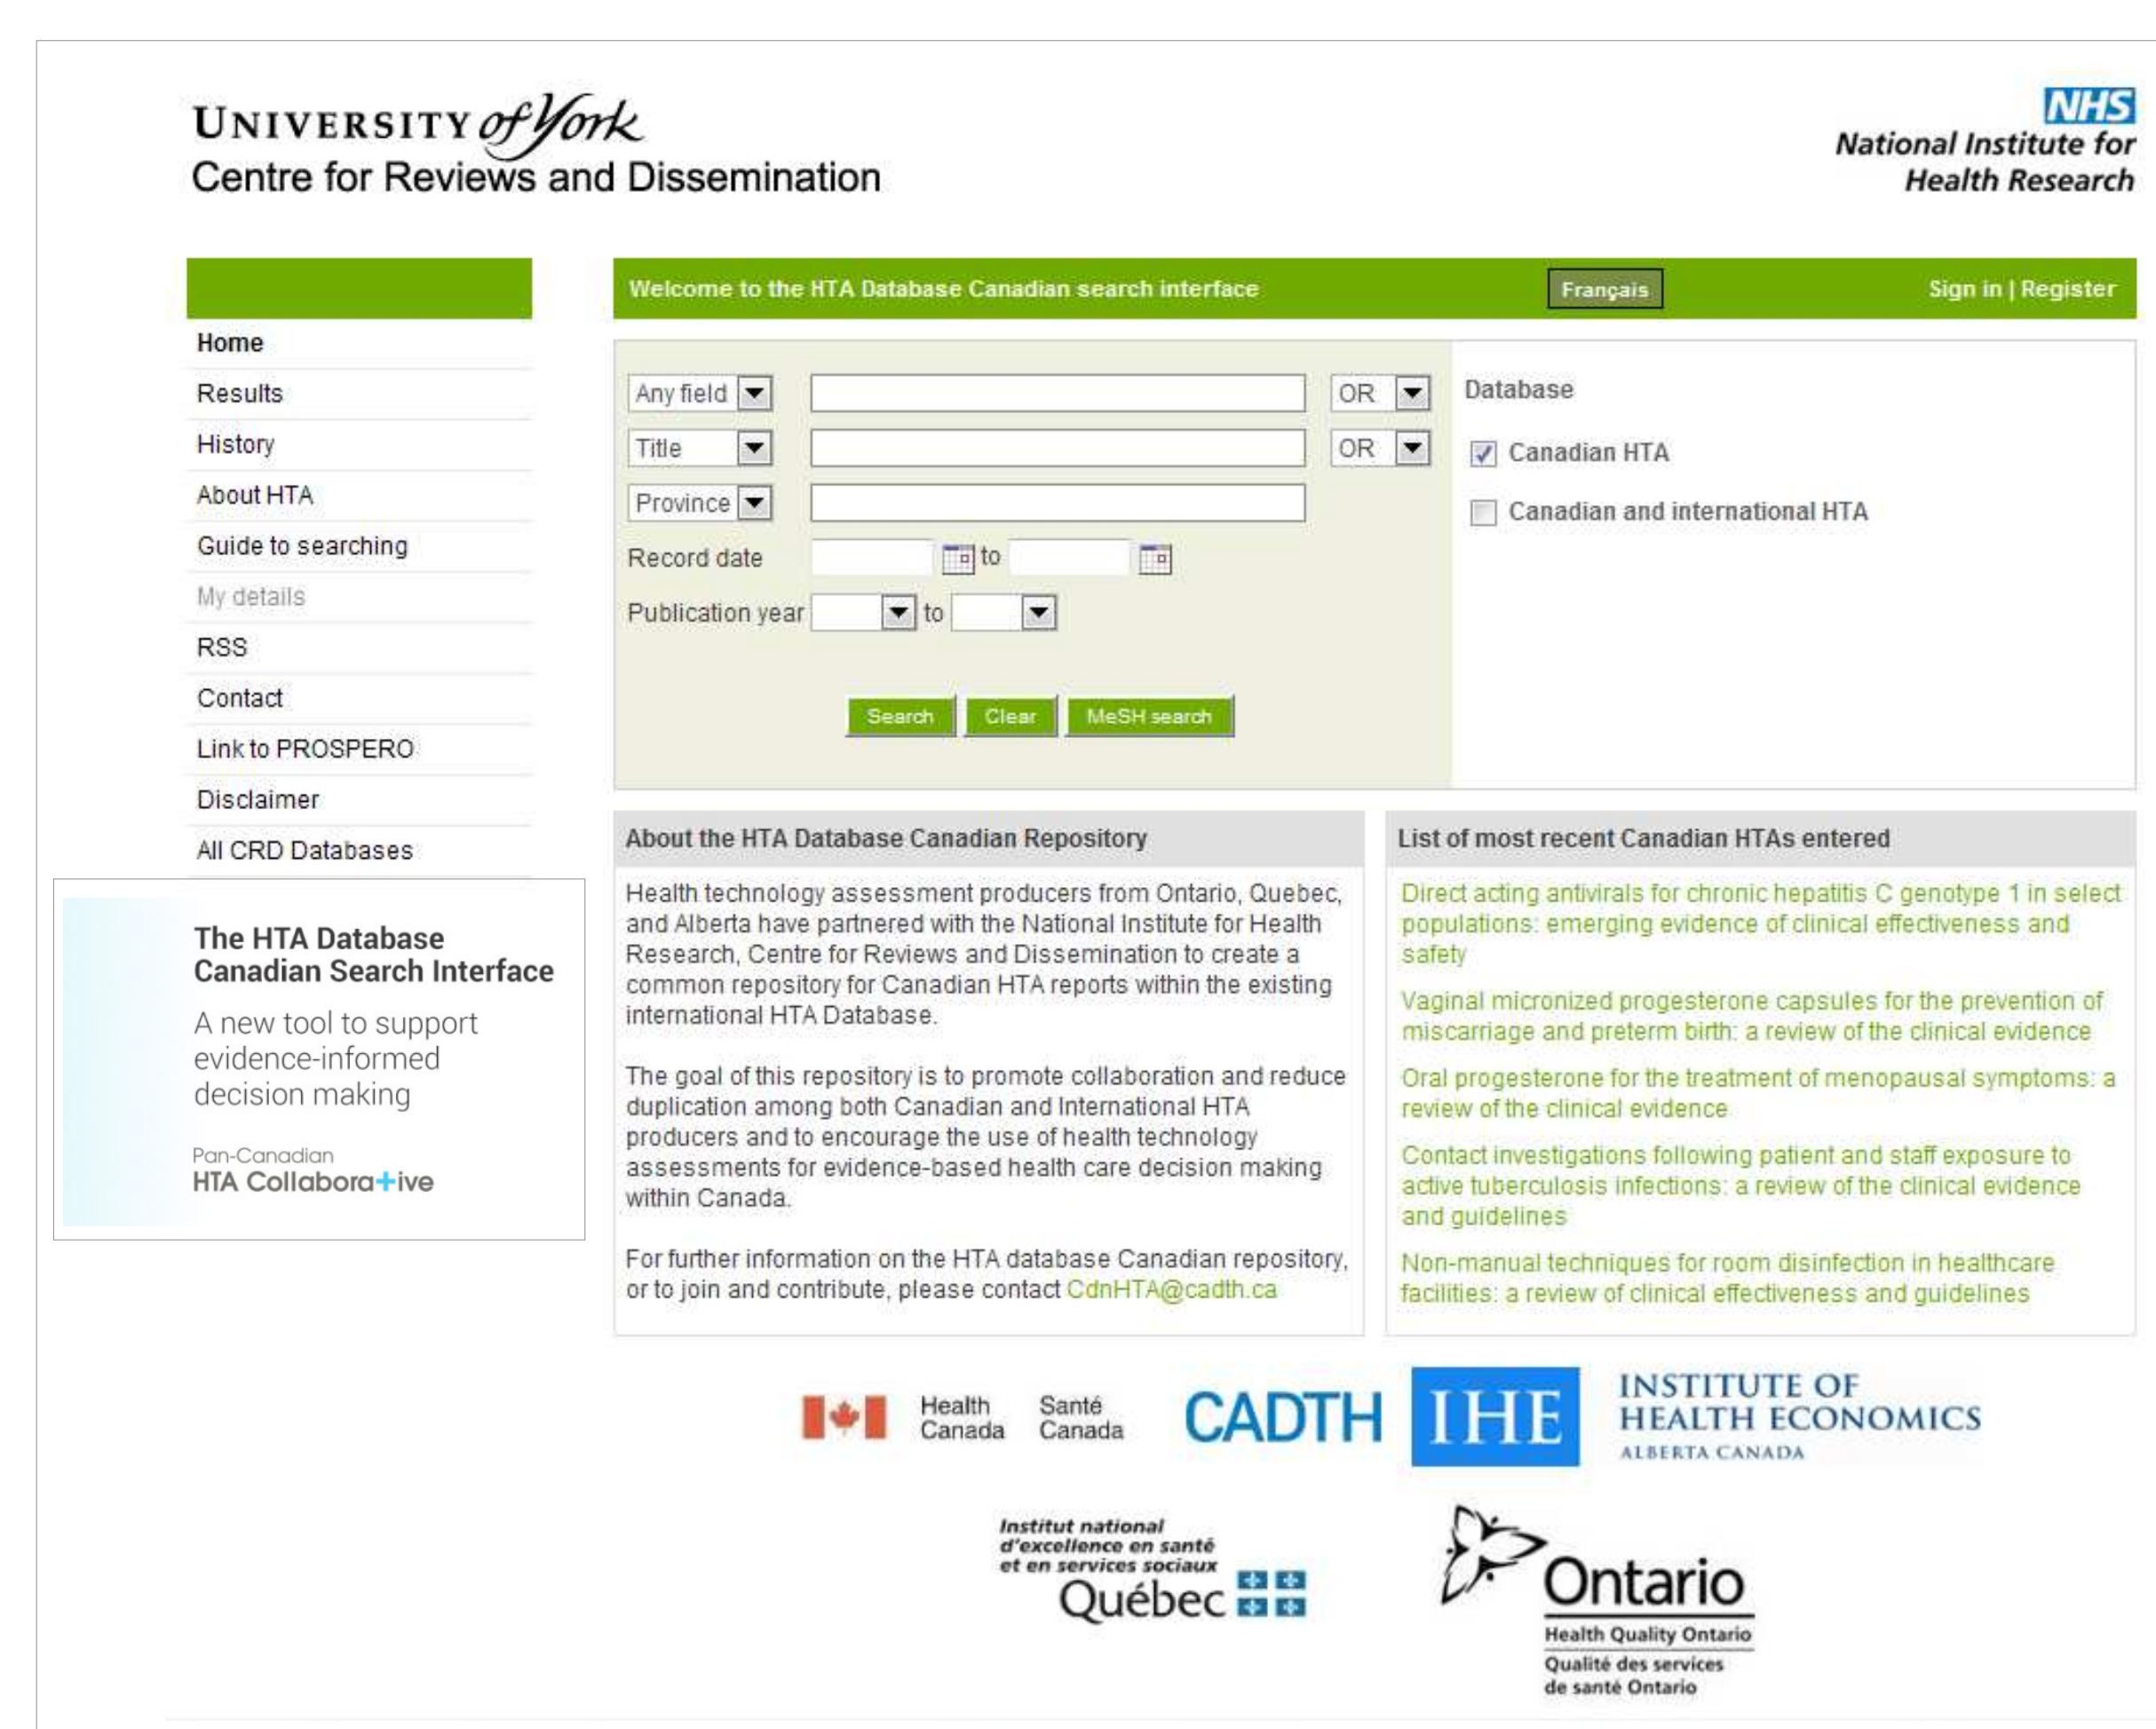 UNIVERSITY of York
Centre for Reviews and Dissemination
NHS
National Institute for
Health Research
Welcome to the HTA Database Canadian search interface
Français
Sign in | Register
Home
Results
History
About HTA
Guide to searching
My details
RSS
Contact
Link to PROSPERO
Disclaimer
All CRD Databases
Any field
OR
Title
OR
Province
Record date
to
Publication year
to
Search
Clear
MeSH search
Database
Canadian HTA
Canadian and international HTA
The HTA Database
Canadian Search Interface
A new tool to support
evidence-informed
decision making
Pan-Canadian
HTA Collabora+ive
About the HTA Database Canadian Repository
Health technology assessment producers from Ontario, Quebec,
and Alberta have partnered with the National Institute for Health
Research, Centre for Reviews and Dissemination to create a
common repository for Canadian HTA reports within the existing
international HTA Database.
The goal of this repository is to promote collaboration and reduce
duplication among both Canadian and International HTA
producers and to encourage the use of health technology
assessments for evidence-based health care decision making
within Canada.
For further information on the HTA database Canadian repository,
or to join and contribute, please contact CdnHTA@cadth.ca
List of most recent Canadian HTAs entered
Direct acting antivirals for chronic hepatitis C genotype 1 in select
populations: emerging evidence of clinical effectiveness and
safety
Vaginal micronized progesterone capsules for the prevention of
miscarriage and preterm birth: a review of the clinical evidence
Oral progesterone for the treatment of menopausal symptoms: a
review of the clinical evidence
Contact investigations following patient and staff exposure to
active tuberculosis infections: a review of the clinical evidence
and guidelines
Non-manual techniques for room disinfection in healthcare
facilities: a review of clinical effectiveness and guidelines
Health Canada
Santé Canada
CADTH
IHE
INSTITUTE OF
HEALTH ECONOMICS
ALBERTA CANADA
Institut national
d'excellence en santé
et en services sociaux
Québec
Ontario
Health Quality Ontario
Qualité des services
de santé Ontario